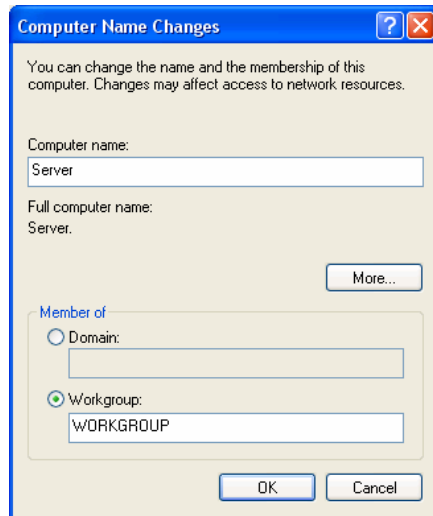 Computer Name Changes
You can change the name and the membership of this
computer. Changes may affect access to network resources.
Computer name:
Server
Full computer name:
Server.
More...
Member of
Domain:
Workgroup:
WORKGROUP
OK Cancel